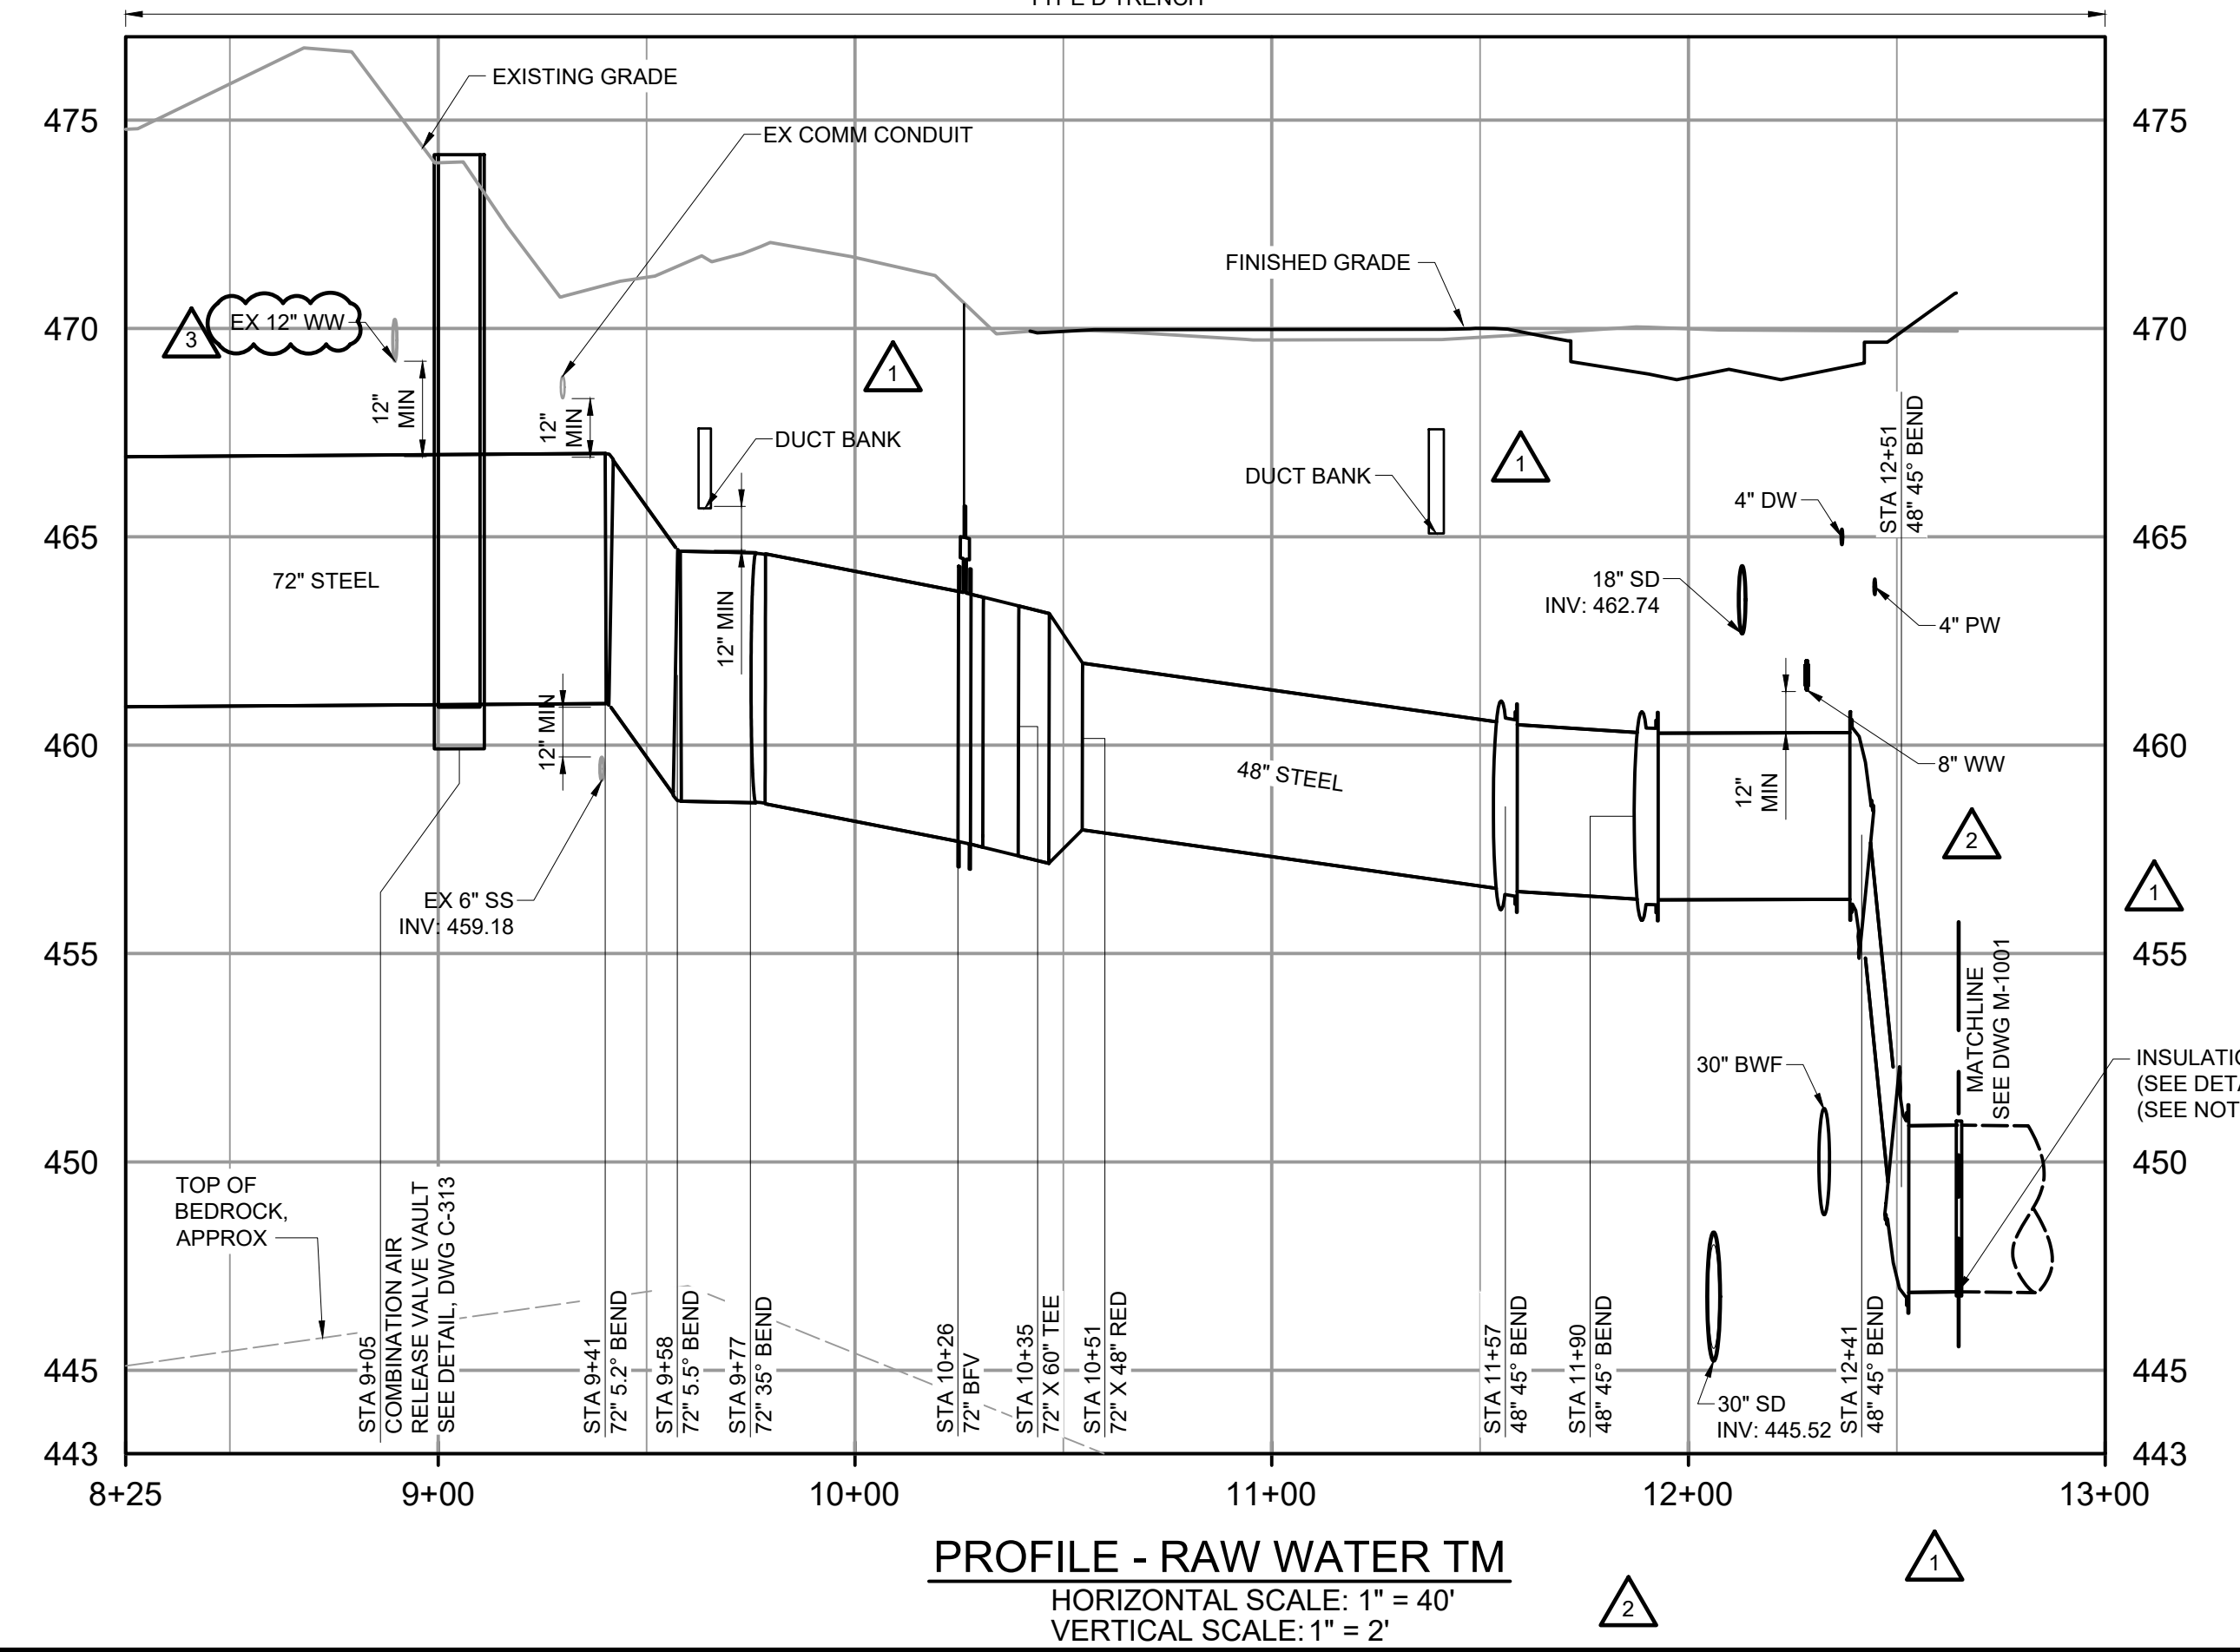 TYPE D TRENCH
EXISTING GRADE
EX COMM CONDUIT
475
475
FINISHED GRADE
EX 12" WW
3
470
470
1
12"
MIN
12"
MIN
DUCT BANK
DUCT BANK
1
STA 12+51
48" 45° BEND
4" DW
465
465
72" STEEL
18" SD
INV: 462.74
12" MIN
4" PW
12" MIN
460
460
48" STEEL
8" WW
12"
MIN
2
EX 6" SS
INV: 459.18
1
455
455
MATCHLINE
SEE DWG M-1001
30" BWF
(SEE
(SEE
450
450
TOP OF
BEDROCK,
APPROX
STA 9+05
COMBINATION AIR
RELEASE VALVE VAULT
SEE DETAIL, DWG C-313
STA 9+41
72" 5.2° BEND
STA 9+58
72" 5.5° BEND
STA 9+77
72" 35° BEND
STA 10+26
72" BFV
STA 10+35
72" X 60" TEE
STA 10+51
72" X 48" RED
STA 11+57
48" 45° BEND
STA 11+90
48" 45° BEND
STA 12+41
48" 45° BEND
445
445
30" SD
INV: 445.52
443
443
8+25
9+00
10+00
11+00
12+00
13+00
PROFILE - RAW WATER TM
HORIZONTAL SCALE: 1" = 40'
VERTICAL SCALE: 1" = 2'
2
1